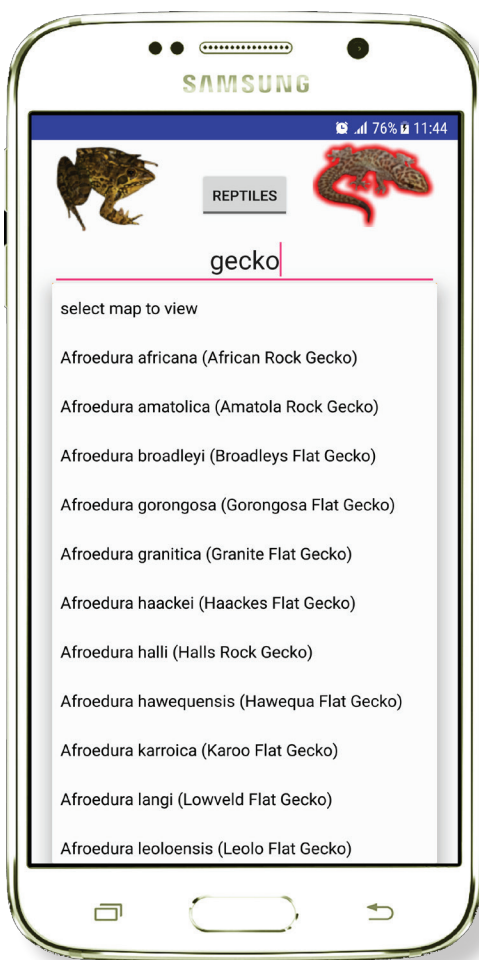 SAMSUNG
76% 11:44
REPTILES
gecko
select map to view
Afroedura africana (African Rock Gecko)
Afroedura amatolica (Amatola Rock Gecko)
Afroedura broadleyi (Broadleys Flat Gecko)
Afroedura gorongosa (Gorongosa Flat Gecko)
Afroedura granitica (Granite Flat Gecko)
Afroedura haackei (Haackes Flat Gecko)
Afroedura halli (Halls Rock Gecko)
Afroedura hawequensis (Hawequa Flat Gecko)
Afroedura karroica (Karoo Flat Gecko)
Afroedura langi (Lowveld Flat Gecko)
Afroedura leoloensis (Leolo Flat Gecko)